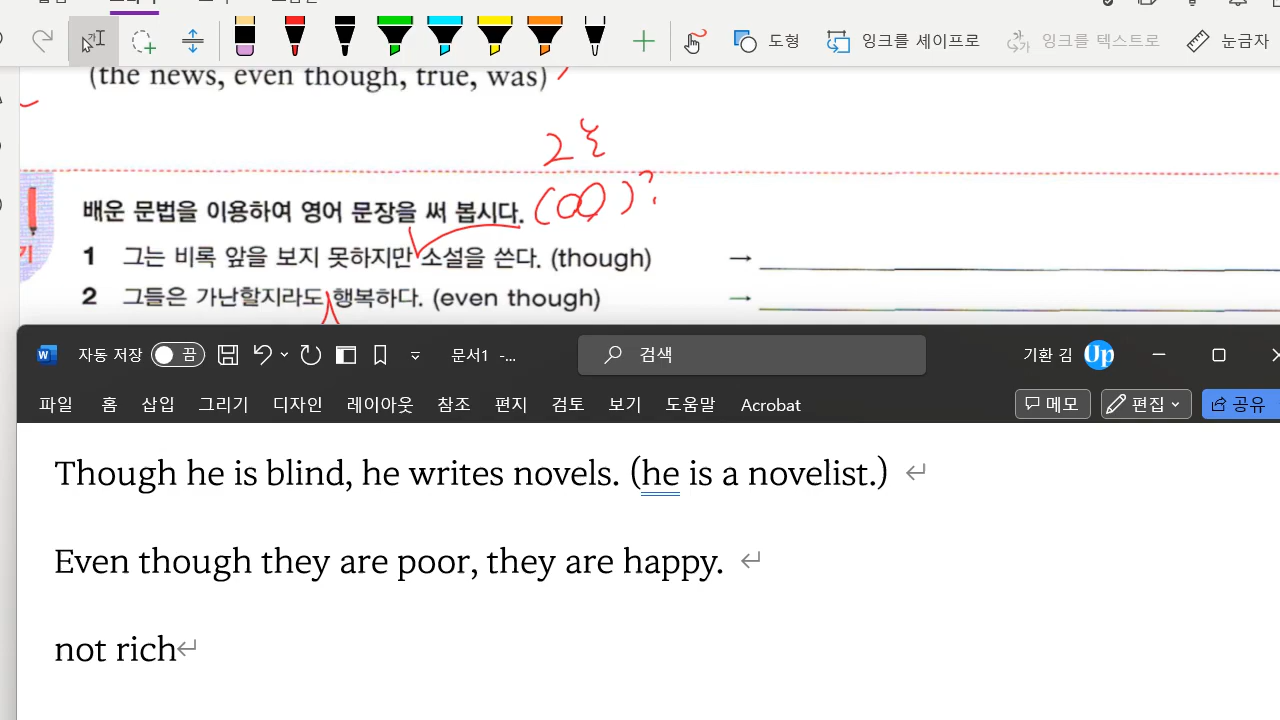 도형 잉크를 셰이프로 잉크를 텍스트로 눈금자
(the news, even though, true, was)
배운 문법을 이용하여 영어 문장을 써 봅시다.
1 그는 비록 앞을 보지 못하지만 소설을 쓴다. (though) →
2 그들은 가난할지라도 행복하다. (even though) →
자동 저장 끔 문서1 -... 검색 기환 김 Up
파일 홈 삽입 그리기 디자인 레이아웃 참조 편지 검토 보기 도움말 Acrobat 메모 편집 공유
Though he is blind, he writes novels. (he is a novelist.)
Even though they are poor, they are happy.
not rich